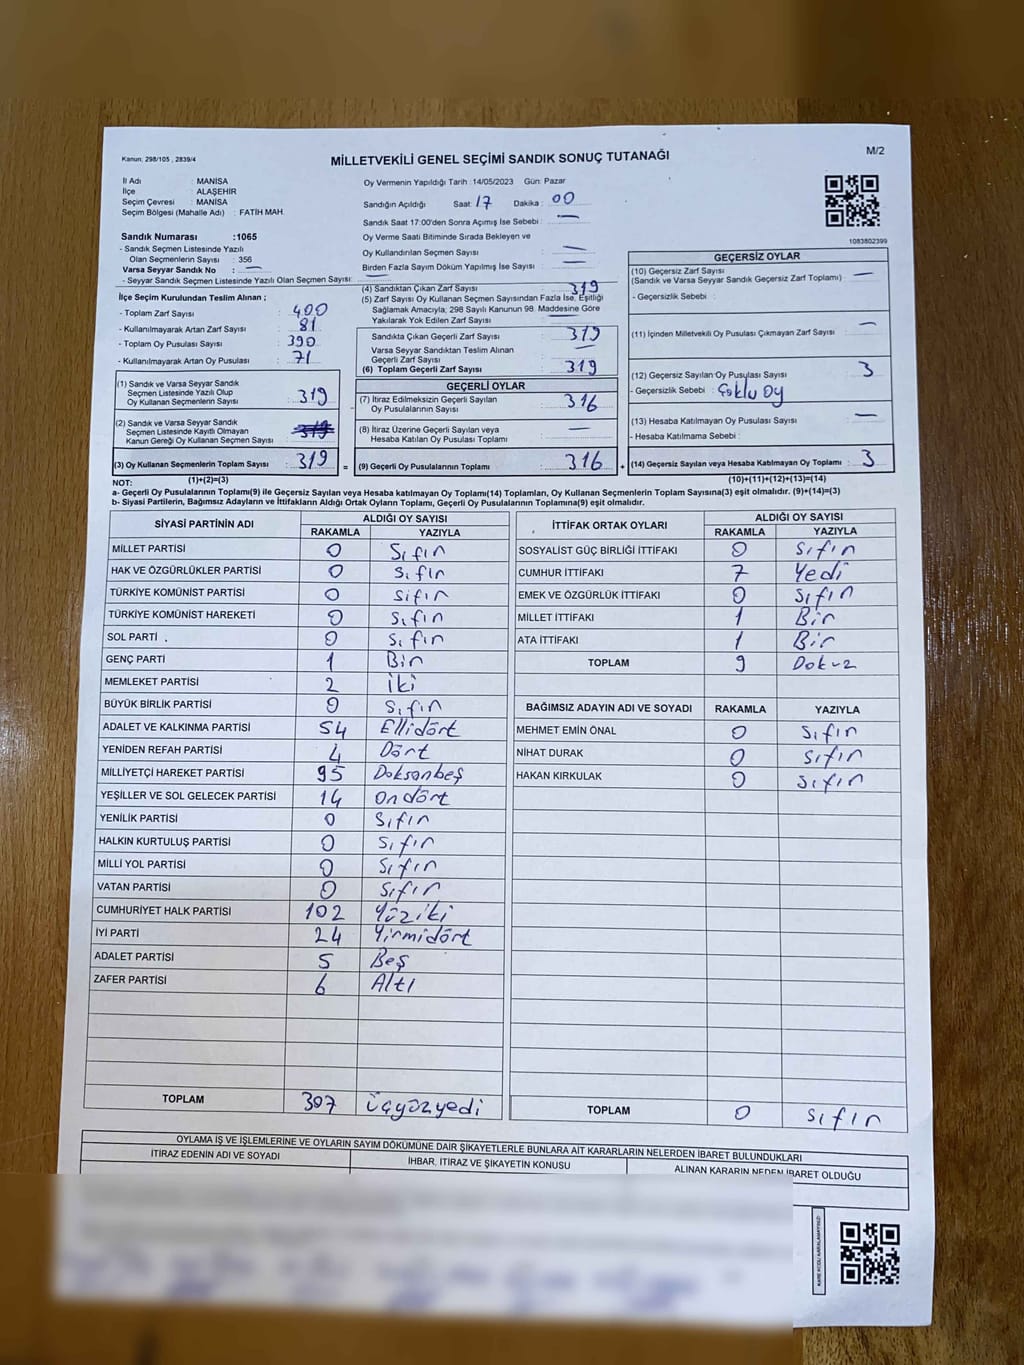 Kanun; 298/105 , 2839/4
MİLLETVEKİLİ GENEL SEÇİMİ SANDIK SONUÇ TUTANAĞI
M/2
İl Adı : MANİSA
İlçe : ALAŞEHİR
Seçim Çevresi : MANİSA
Seçim Bölgesi (Mahalle Adı) : FATİH MAH.
Sandık Numarası :1065
- Sandık Seçmen Listesinde Yazılı
Olan Seçmenlerin Sayısı : 356
Varsa Seyyar Sandık No : —
- Seyyar Sandık Seçmen Listesinde Yazılı Olan Seçmen Sayısı: —
İlçe Seçim Kurulundan Teslim Alınan ;
- Toplam Zarf Sayısı : 400
- Kullanılmayarak Artan Zarf Sayısı : 81
- Toplam Oy Pusulası Sayısı : 390
- Kullanılmayarak Artan Oy Pusulası : 71
(1) Sandık ve Varsa Seyyar Sandık
Seçmen Listesinde Yazılı Olup
Oy Kullanan Seçmenlerin Sayısı : 319
(2) Sandık ve Varsa Seyyar Sandık
Seçmen Listesinde Kayıtlı Olmayan
Kanun Gereği Oy Kullanan Seçmen Sayısı : 319
(3) Oy Kullanan Seçmenlerin Toplam Sayısı : 319 =
Oy Vermenin Yapıldığı Tarih : 14/05/2023 Gün: Pazar
Sandığın Açıldığı Saat: 17 Dakika : 00
Sandık Saat 17:00'den Sonra Açımış İse Sebebi : —
Oy Verme Saati Bitiminde Sırada Bekleyen ve
Oy Kullandırılan Seçmen Sayısı : —
Birden Fazla Sayım Döküm Yapılmış İse Sayısı : —
(4) Sandıktan Çıkan Zarf Sayısı : 319
(5) Zarf Sayısı Oy Kullanan Seçmen Sayısından Fazla İse, Eşitliği
Sağlamak Amacıyla; 298 Sayılı Kanunun 98. Maddesine Göre
Yakılarak Yok Edilen Zarf Sayısı : —
Sandıkta Çıkan Geçerli Zarf Sayısı : 319
Varsa Seyyar Sandıktan Teslim Alınan
Geçerli Zarf Sayısı : —
(6) Toplam Geçerli Zarf Sayısı : 319
GEÇERLİ OYLAR
(7) İtiraz Edilmeksizin Geçerli Sayılan
Oy Pusulalarının Sayısı : 316
(8) İtiraz Üzerine Geçerli Sayılan veya
Hesaba Katılan Oy Pusulası Toplamı : —
(9) Geçerli Oy Pusulalarının Toplamı : 316 +
1083802399
GEÇERSİZ OYLAR
(10) Geçersiz Zarf Sayısı
(Sandık ve Varsa Seyyar Sandık Geçersiz Zarf Toplamı) : —
- Geçersizlik Sebebi :
(11) İçinden Milletvekili Oy Pusulası Çıkmayan Zarf Sayısı : —
(12) Geçersiz Sayılan Oy Pusulası Sayısı : 3
- Geçersizlik Sebebi : Çoklu Oy
(13) Hesaba Katılmayan Oy Pusulası Sayısı : —
- Hesaba Katılmama Sebebi :
(14) Geçersiz Sayılan veya Hesaba Katılmayan Oy Toplamı : 3
NOT: (1)+(2)=(3) (10)+(11)+(12)+(13)=(14)
a- Geçerli Oy Pusulalarının Toplamı(9) ile Geçersiz Sayılan veya Hesaba katılmayan Oy Toplamı(14) Toplamları, Oy Kullanan Seçmenlerin Toplam Sayısına(3) eşit olmalıdır. (9)+(14)=(3)
b- Siyasi Partilerin, Bağımsız Adayların ve İttifakların Aldığı Ortak Oyların Toplamı, Geçerli Oy Pusulalarının Toplamına(9) eşit olmalıdır.
SİYASİ PARTİNİN ADI ALDIĞI OY SAYISI
RAKAMLA YAZIYLA
MİLLET PARTİSİ 0 Sıfır
HAK VE ÖZGÜRLÜKLER PARTİSİ 0 Sıfır
TÜRKİYE KOMÜNİST PARTİSİ 0 Sıfır
TÜRKİYE KOMÜNİST HAREKETİ 0 Sıfır
SOL PARTİ 0 Sıfır
GENÇ PARTİ 1 Bir
MEMLEKET PARTİSİ 2 iki
BÜYÜK BİRLİK PARTİSİ 0 Sıfır
ADALET VE KALKINMA PARTİSİ 54 Ellidört
YENİDEN REFAH PARTİSİ 4 Dört
MİLLİYETÇİ HAREKET PARTİSİ 95 Doksanbeş
YEŞİLLER VE SOL GELECEK PARTİSİ 14 Ondört
YENİLİK PARTİSİ 0 Sıfır
HALKIN KURTULUŞ PARTİSİ 0 Sıfır
MİLLİ YOL PARTİSİ 0 Sıfır
VATAN PARTİSİ 0 Sıfır
CUMHURİYET HALK PARTİSİ 102 Yüziki
İYİ PARTİ 24 Yirmidört
ADALET PARTİSİ 5 Beş
ZAFER PARTİSİ 6 Altı
TOPLAM 307 üçyüzyedi
İTTİFAK ORTAK OYLARI ALDIĞI OY SAYISI
RAKAMLA YAZIYLA
SOSYALİST GÜÇ BİRLİĞİ İTTİFAKI 0 Sıfır
CUMHUR İTTİFAKI 7 Yedi
EMEK VE ÖZGÜRLÜK İTTİFAKI 0 Sıfır
MİLLET İTTİFAKI 1 Bir
ATA İTTİFAKI 1 Bir
TOPLAM 9 Dokuz
BAĞIMSIZ ADAYIN ADI VE SOYADI RAKAMLA YAZIYLA
MEHMET EMİN ÖNAL 0 Sıfır
NİHAT DURAK 0 Sıfır
HAKAN KIRKULAK 0 Sıfır
TOPLAM 0 Sıfır
OYLAMA İŞ VE İŞLEMLERİNE VE OYLARIN SAYIM DÖKÜMÜNE DAİR ŞİKAYETLERLE BUNLARA AİT KARARLARIN NELERDEN İBARET BULUNDUKLARI
İTİRAZ EDENİN ADI VE SOYADI İHBAR, İTİRAZ VE ŞİKAYETİN KONUSU ALINAN KARARIN NEDEN İBARET OLDUĞU
KARE KODU KARALAMAYINIZ!